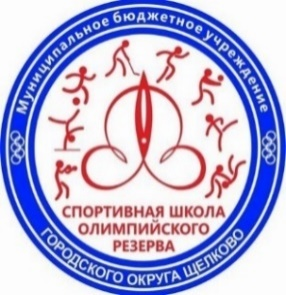 Муниципальное бюджетное учреждение
СПОРТИВНАЯ ШКОЛА
ОЛИМПИЙСКОГО
РЕЗЕРВА
ГОРОДСКОГО ОКРУГА ЩЕЛКОВО